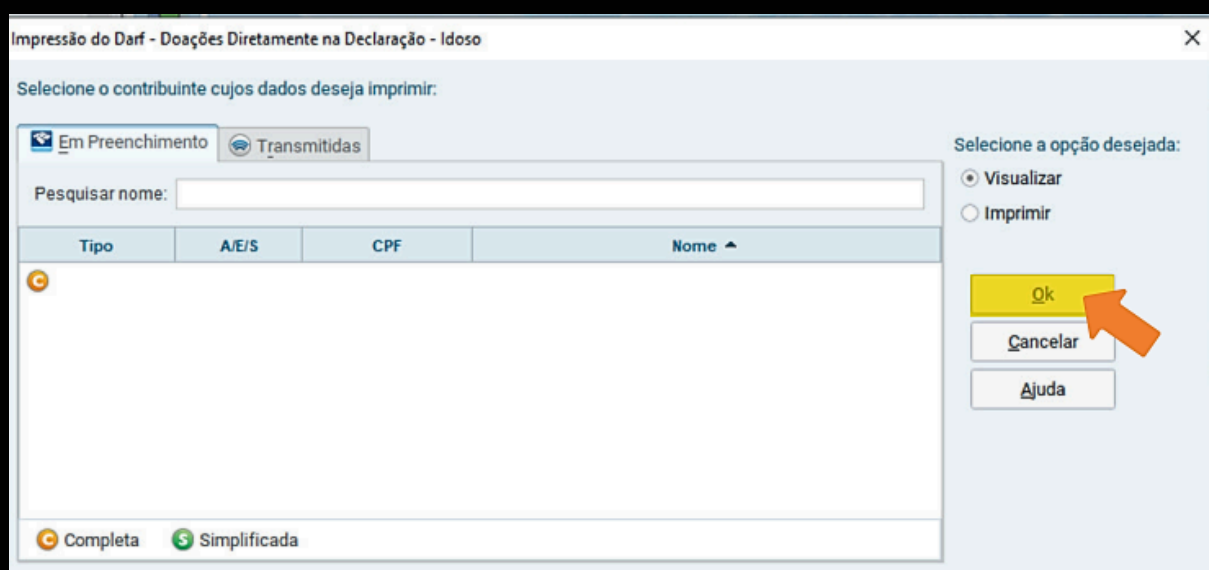 Impressão do Darf - Doações Diretamente na Declaração - Idoso
Selecione o contribuinte cujos dados deseja imprimir:
Em Preenchimento
Transmitidas
Pesquisar nome:
Tipo A/E/S CPF Nome
C
C Completa S Simplificada
Selecione a opção desejada:
Visualizar
Imprimir
Ok
Cancelar
Ajuda